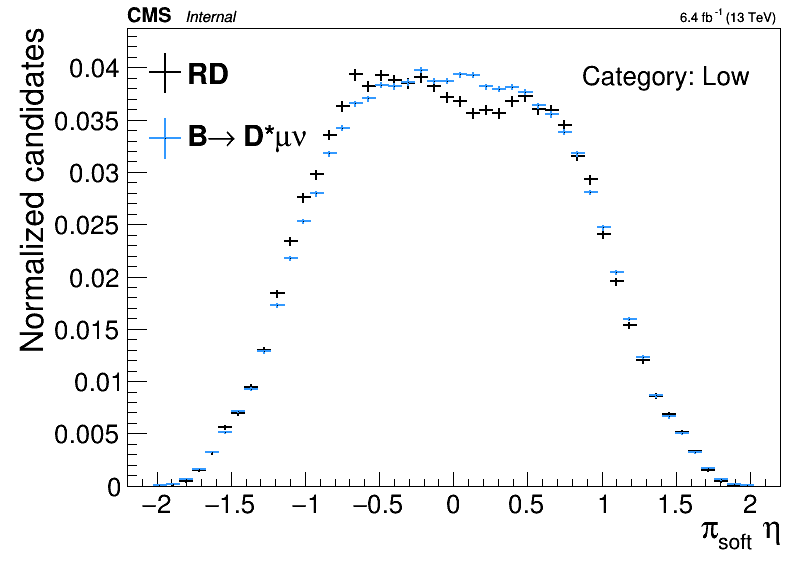 CMS Internal 6.4 fb⁻¹ (13 TeV)
Normalized candidates
RD
B→ D*μν
Category: Low
0.04
0.035
0.03
0.025
0.02
0.015
0.01
0.005
0
−2 −1.5 −1 −0.5 0 0.5 1 1.5 2
π_soft η